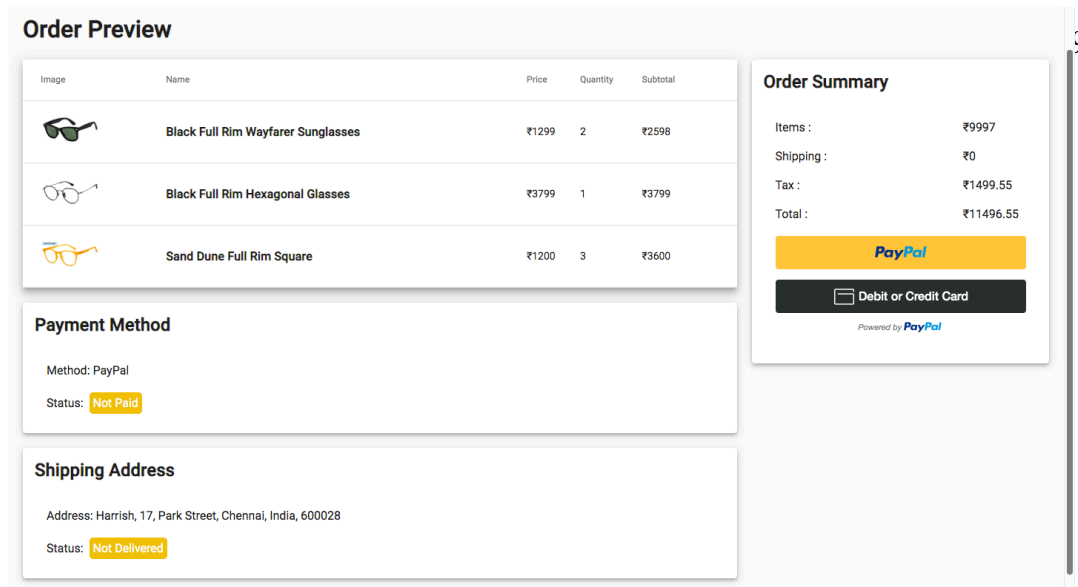 Order Preview
Image Name Price Quantity Subtotal
Black Full Rim Wayfarer Sunglasses ₹1299 2 ₹2598
Black Full Rim Hexagonal Glasses ₹3799 1 ₹3799
Sand Dune Full Rim Square ₹1200 3 ₹3600
Payment Method
Method: PayPal
Status: Not Paid
Shipping Address
Address: Harrish, 17, Park Street, Chennai, India, 600028
Status: Not Delivered
Order Summary
Items : ₹9997
Shipping : ₹0
Tax : ₹1499.55
Total : ₹11496.55
PayPal
Debit or Credit Card
Powered by PayPal